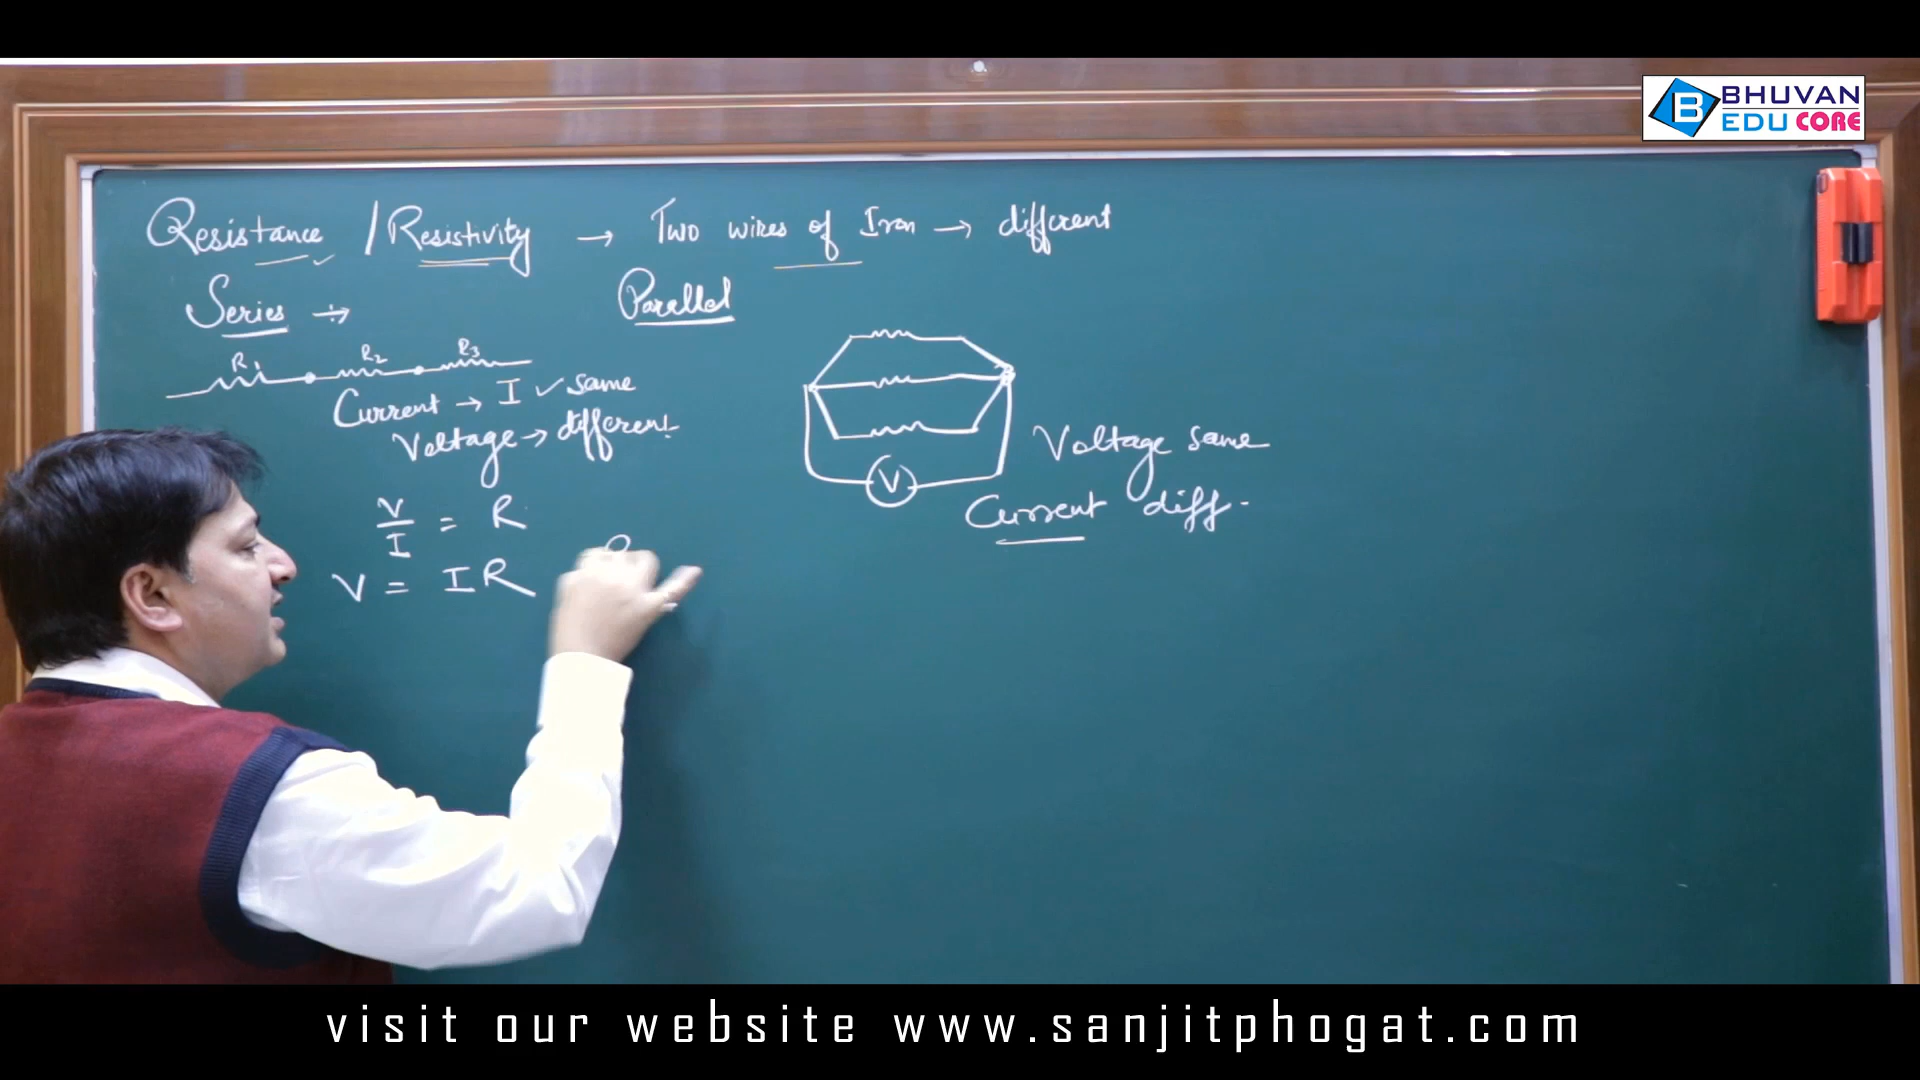 BHUVAN
EDU CORE
Resistance / Resistivity → Two wires of Iron → different
Series ÷→
Parallel
R1 R2 R3
Current → I ✓ same
Voltage → different
V/I = R
V = IR
V
Voltage same
Current diff.
visit our website www.sanjitphogat.com